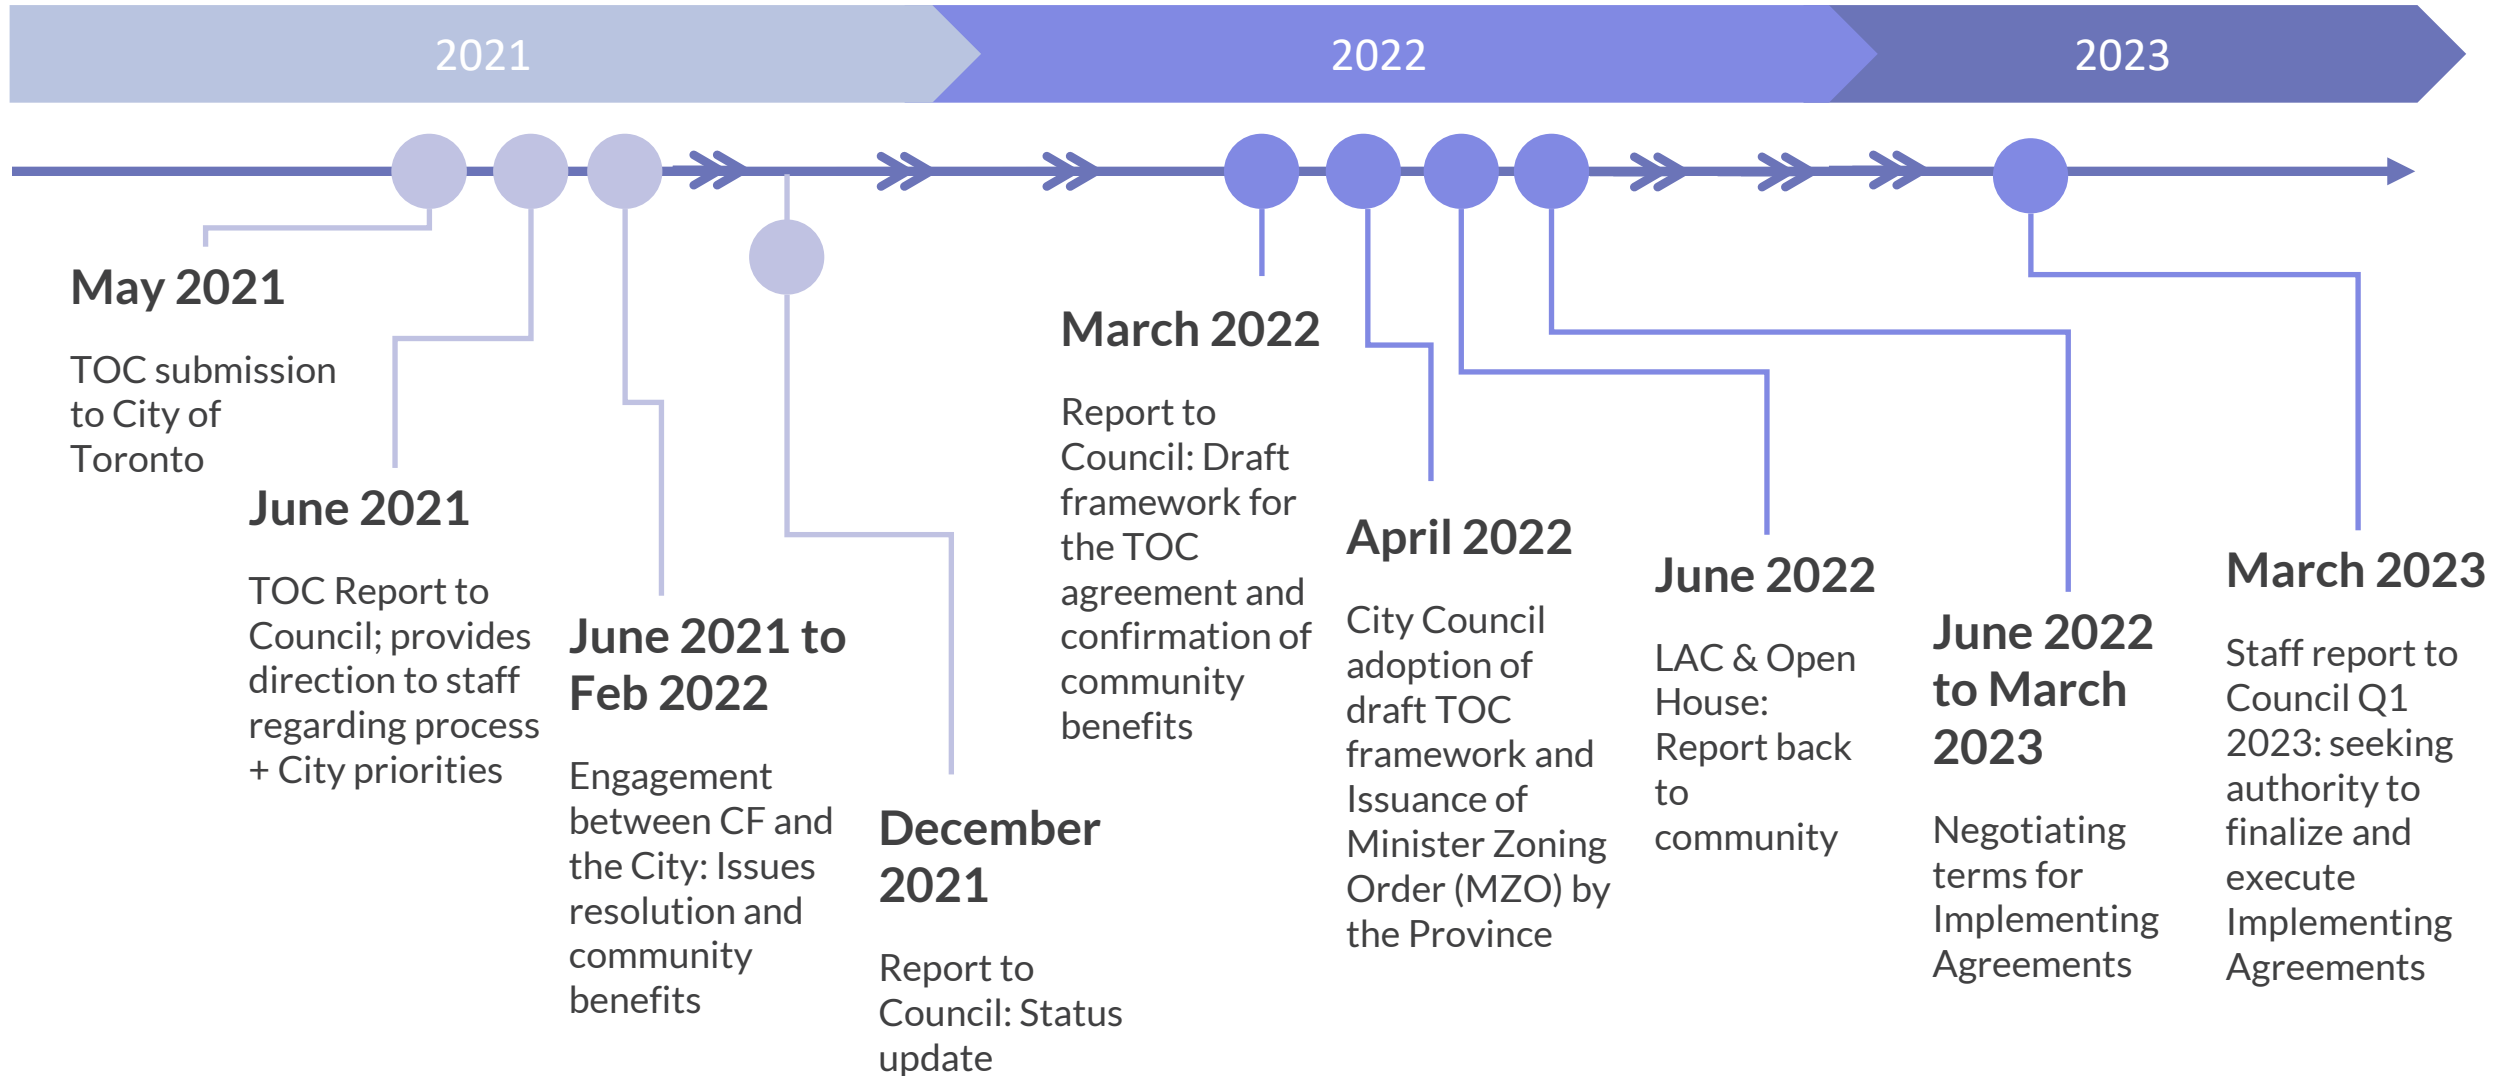 2021
2022
2023
May 2021
TOC submission
to City of
Toronto
June 2021
TOC Report to
Council; provides
direction to staff
regarding process
+ City priorities
June 2021 to
Feb 2022
Engagement
between CF and
the City: Issues
resolution and
community
benefits
December
2021
Report to
Council: Status
update
March 2022
Report to
Council: Draft
framework for
the TOC
agreement and
confirmation of
community
benefits
April 2022
City Council
adoption of
draft TOC
framework and
Issuance of
Minister Zoning
Order (MZO) by
the Province
June 2022
LAC & Open
House:
Report back
to
community
June 2022
to March
2023
Negotiating
terms for
Implementing
Agreements
March 2023
Staff report to
Council Q1
2023: seeking
authority to
finalize and
execute
Implementing
Agreements